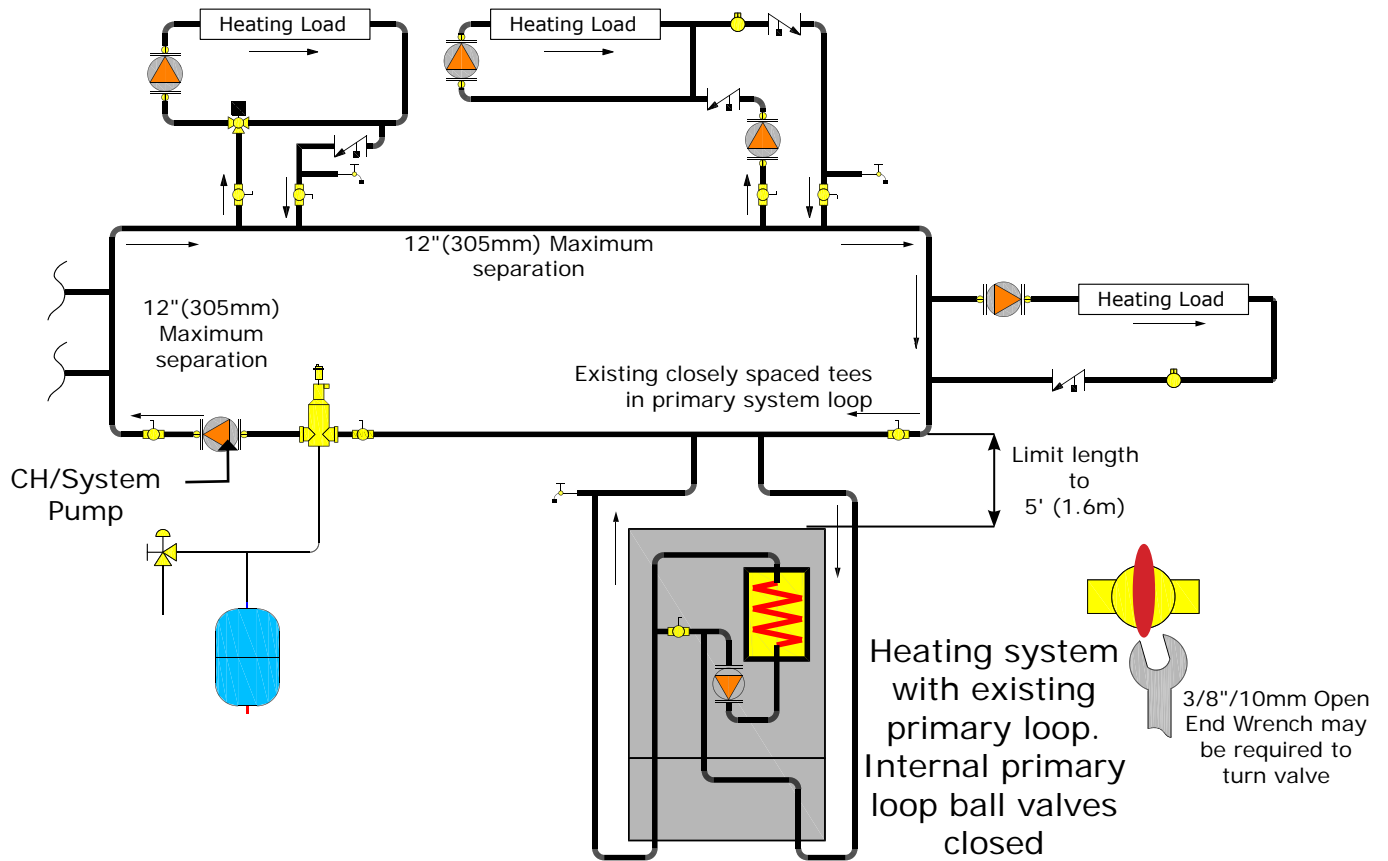 Heating Load
Heating Load
12"(305mm) Maximum
separation
12"(305mm)
Maximum
separation
Heating Load
Existing closely spaced tees
in primary system loop
CH/System
Pump
Limit length
to
5' (1.6m)
Heating system
with existing
primary loop.
Internal primary
loop ball valves
closed
3/8"/10mm Open
End Wrench may
be required to
turn valve